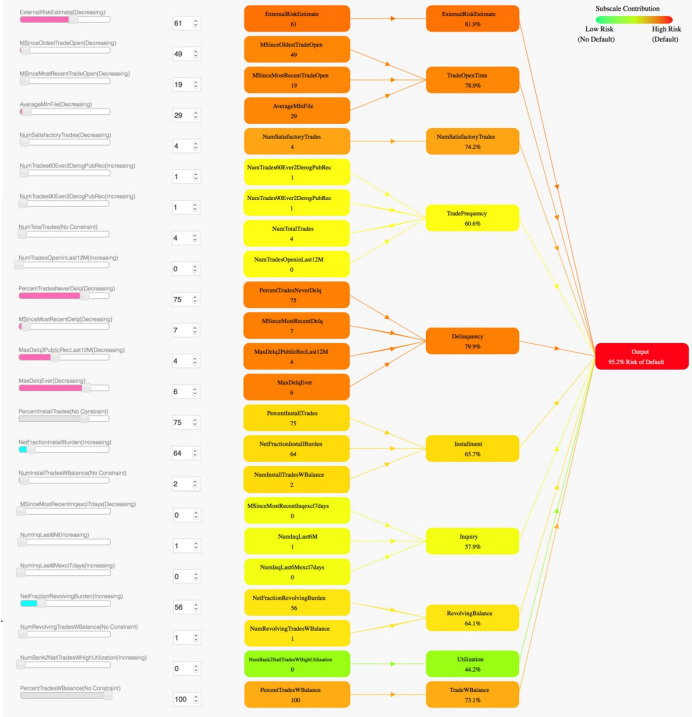 ExternalRiskEstimate(Decreasing)
61
MSinceOldestTradeOpen(Decreasing)
49
MSinceMostRecentTradeOpen(Decreasing)
19
AverageMInFile(Decreasing)
29
NumSatisfactoryTrades(Decreasing)
4
NumTrades60Ever2DerogPubRec(Increasing)
1
NumTrades90Ever2DerogPubRec(Increasing)
1
NumTotalTrades(No Constraint)
4
NumTradesOpeninLast12M(Increasing)
0
PercentTradesNeverDelq(Decreasing)
75
MSinceMostRecentDelq(Decreasing)
7
MaxDelq2PublicRecLast12M(Decreasing)
4
MaxDelqEver(Decreasing)
6
PercentInstallTrades(No Constraint)
75
NetFractionInstallBurden(Increasing)
64
NumInstallTradesWBalance(No Constraint)
2
MSinceMostRecentInqexcl7days(Decreasing)
0
NumInqLast6M(Increasing)
1
NumInqLast6Mexcl7days(Increasing)
0
NetFractionRevolvingBurden(Increasing)
56
NumRevolvingTradesWBalance(No Constraint)
1
NumBank2NatlTradesWHighUtilization(Increasing)
0
PercentTradesWBalance(No Constraint)
100
ExternalRiskEstimate
61
MSinceOldestTradeOpen
49
MSinceMostRecentTradeOpen
19
AverageMInFile
29
NumSatisfactoryTrades
4
NumTrades60Ever2DerogPubRec
1
NumTrades90Ever2DerogPubRec
1
NumTotalTrades
4
NumTradesOpeninLast12M
0
PercentTradesNeverDelq
75
MSinceMostRecentDelq
7
MaxDelq2PublicRecLast12M
4
MaxDelqEver
6
PercentInstallTrades
75
NetFractionInstallBurden
64
NumInstallTradesWBalance
2
MSinceMostRecentInqexcl7days
0
NumInqLast6M
1
NumInqLast6Mexcl7days
0
NetFractionRevolvingBurden
56
NumRevolvingTradesWBalance
1
NumBank2NatlTradesWHighUtilization
0
PercentTradesWBalance
100
ExternalRiskEstimate
81.9%
TradeOpenTime
78.9%
NumSatisfactoryTrades
74.2%
TradeFrequency
60.6%
Delinquency
79.9%
Installment
65.7%
Inquiry
57.9%
RevolvingBalance
64.1%
Utilization
44.2%
TradeWBalance
73.1%
Subscale Contribution
Low Risk High Risk
(No Default) (Default)
Output
95.2% Risk of Default